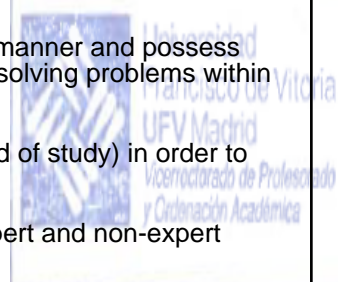 manner and possess
solving problems within
d of study) in order to
pert and non-expert
Universidad
Francisco de Vitoria
UFV Madrid
Vicerrectorado de Profesorado
y Ordenación Académica